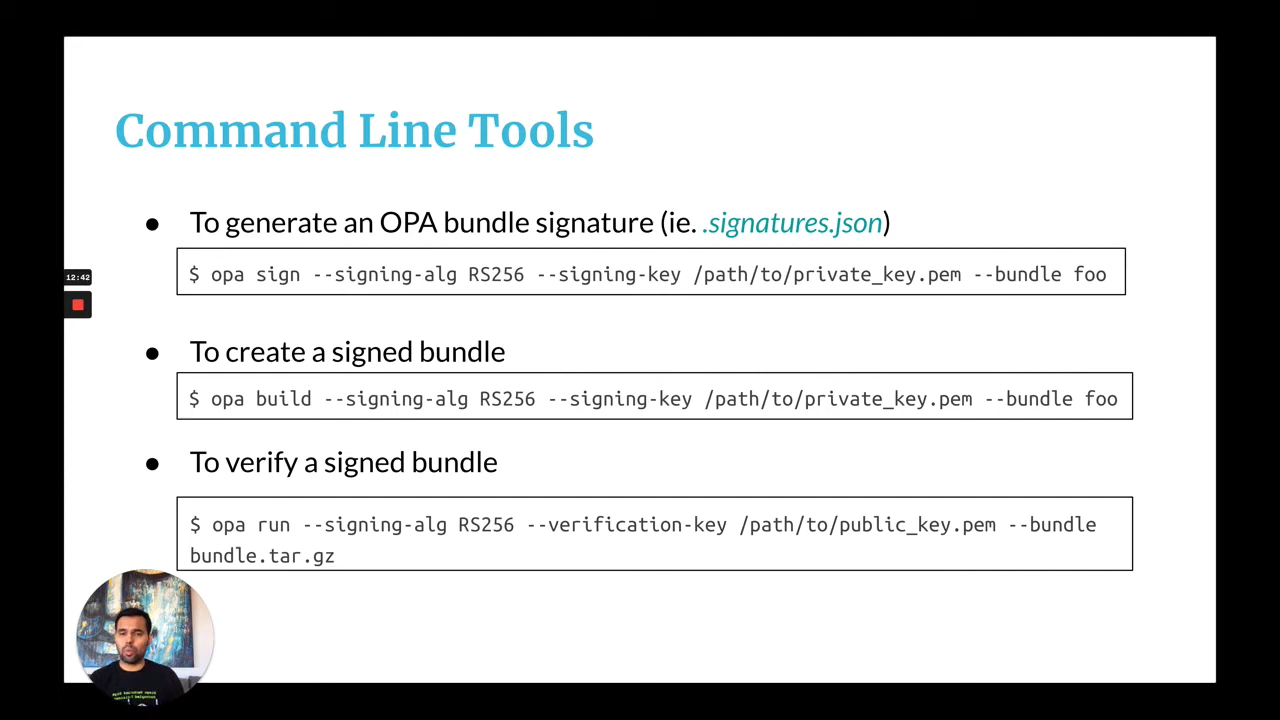 Command Line Tools
● To generate an OPA bundle signature (ie. .signatures.json)
$ opa sign --signing-alg RS256 --signing-key /path/to/private_key.pem --bundle foo
12:42
● To create a signed bundle
$ opa build --signing-alg RS256 --signing-key /path/to/private_key.pem --bundle foo
● To verify a signed bundle
$ opa run --signing-alg RS256 --verification-key /path/to/public_key.pem --bundle
bundle.tar.gz